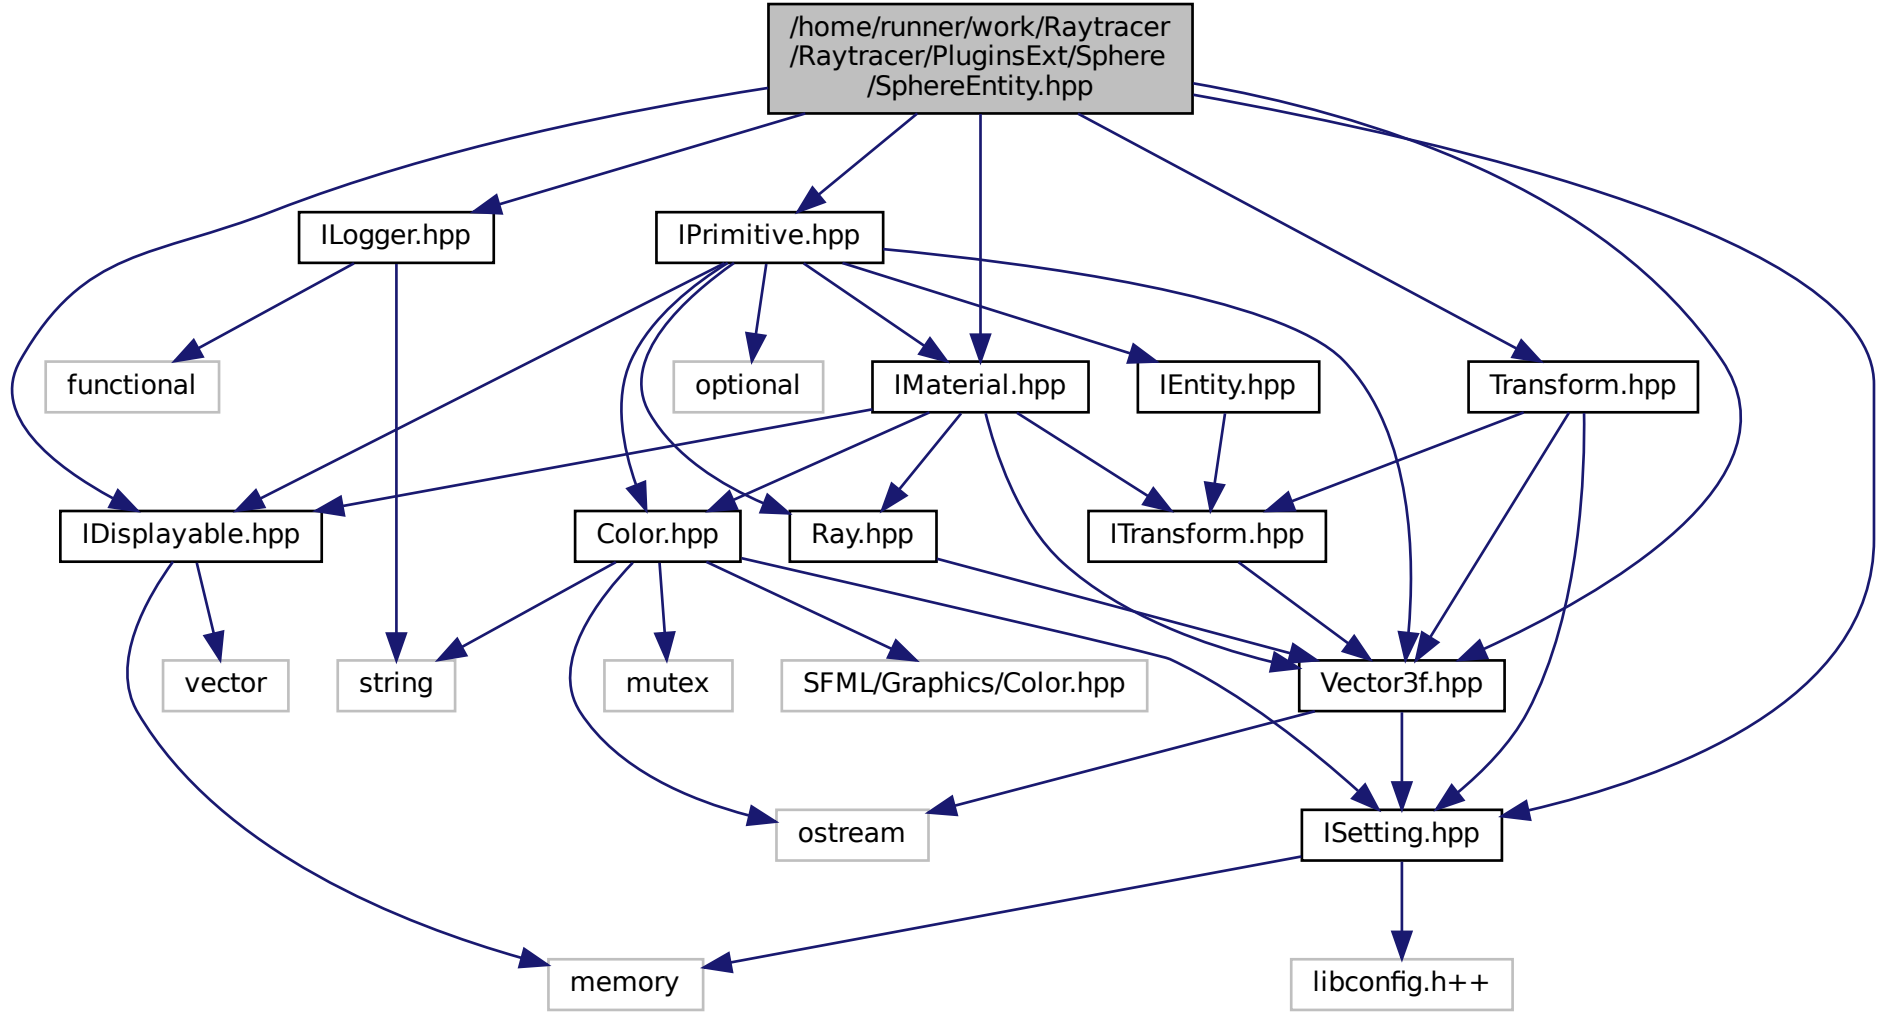 /home/runner/work/Raytracer
/Raytracer/PluginsExt/Sphere
/SphereEntity.hpp
ILogger.hpp
IPrimitive.hpp
functional
optional
IMaterial.hpp
IEntity.hpp
Transform.hpp
IDisplayable.hpp
Color.hpp
Ray.hpp
ITransform.hpp
vector
string
mutex
SFML/Graphics/Color.hpp
Vector3f.hpp
ostream
ISetting.hpp
memory
libconfig.h++